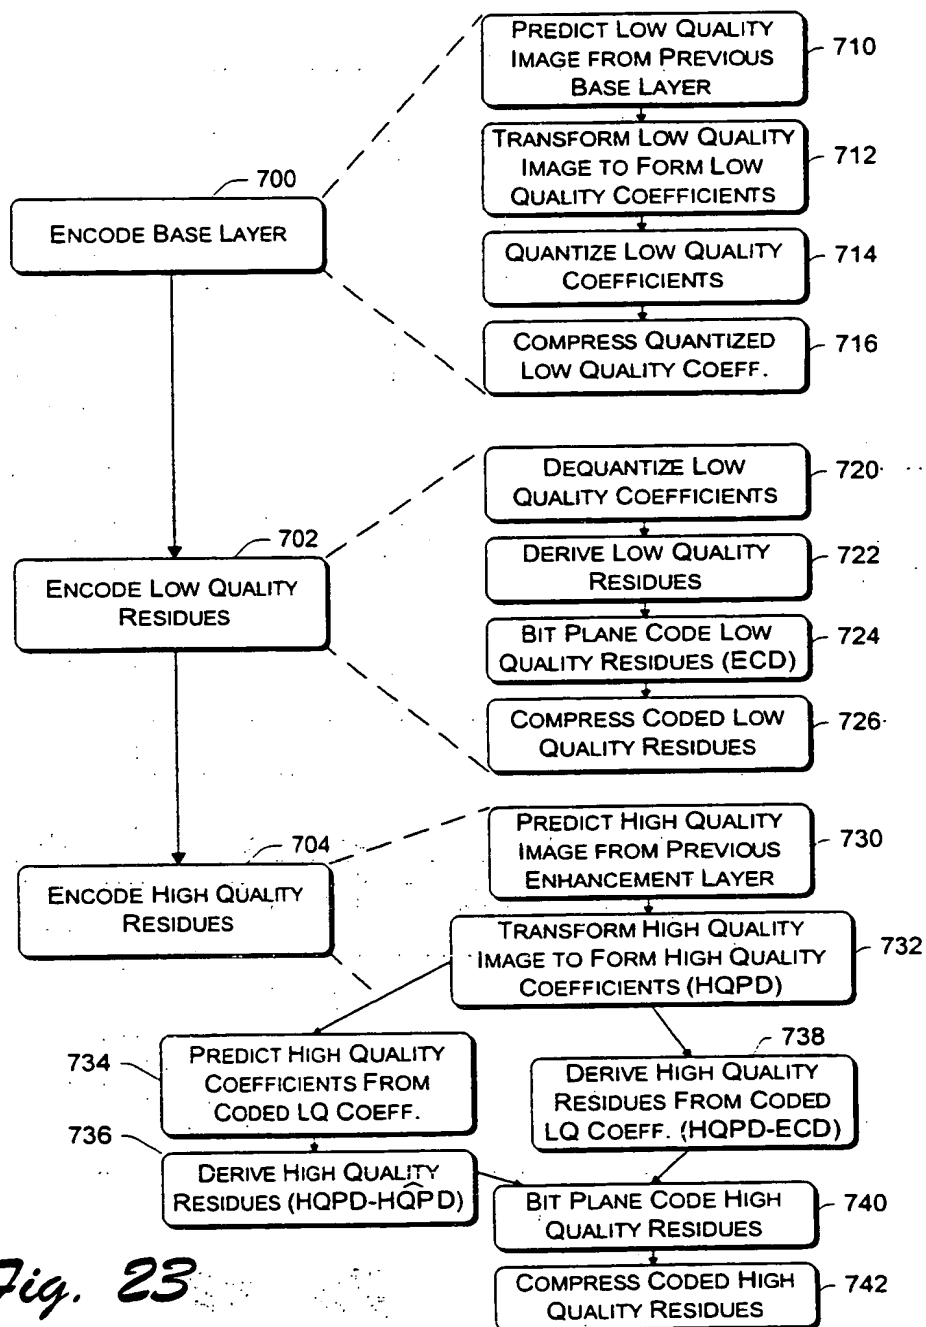 PREDICT LOW QUALITY
IMAGE FROM PREVIOUS
BASE LAYER
710
TRANSFORM LOW QUALITY
IMAGE TO FORM LOW
QUALITY COEFFICIENTS
712
700
ENCODE BASE LAYER
QUANTIZE LOW QUALITY
COEFFICIENTS
714
COMPRESS QUANTIZED
LOW QUALITY COEFF.
716
DEQUANTIZE LOW
QUALITY COEFFICIENTS
720
702
ENCODE LOW QUALITY
RESIDUES
DERIVE LOW QUALITY
RESIDUES
722
BIT PLANE CODE LOW
QUALITY RESIDUES (ECD)
724
COMPRESS CODED LOW
QUALITY RESIDUES
726
704
ENCODE HIGH QUALITY
RESIDUES
PREDICT HIGH QUALITY
IMAGE FROM PREVIOUS
ENHANCEMENT LAYER
730
TRANSFORM HIGH QUALITY
IMAGE TO FORM HIGH QUALITY
COEFFICIENTS (HQPD)
732
734
PREDICT HIGH QUALITY
COEFFICIENTS FROM
CODED LQ COEFF.
738
DERIVE HIGH QUALITY
RESIDUES FROM CODED
LQ COEFF. (HQPD-ECD)
736
DERIVE HIGH QUALITY
RESIDUES (HQPD-HQ̂PD)
BIT PLANE CODE HIGH
QUALITY RESIDUES
740
COMPRESS CODED HIGH
QUALITY RESIDUES
742
Fig. 23